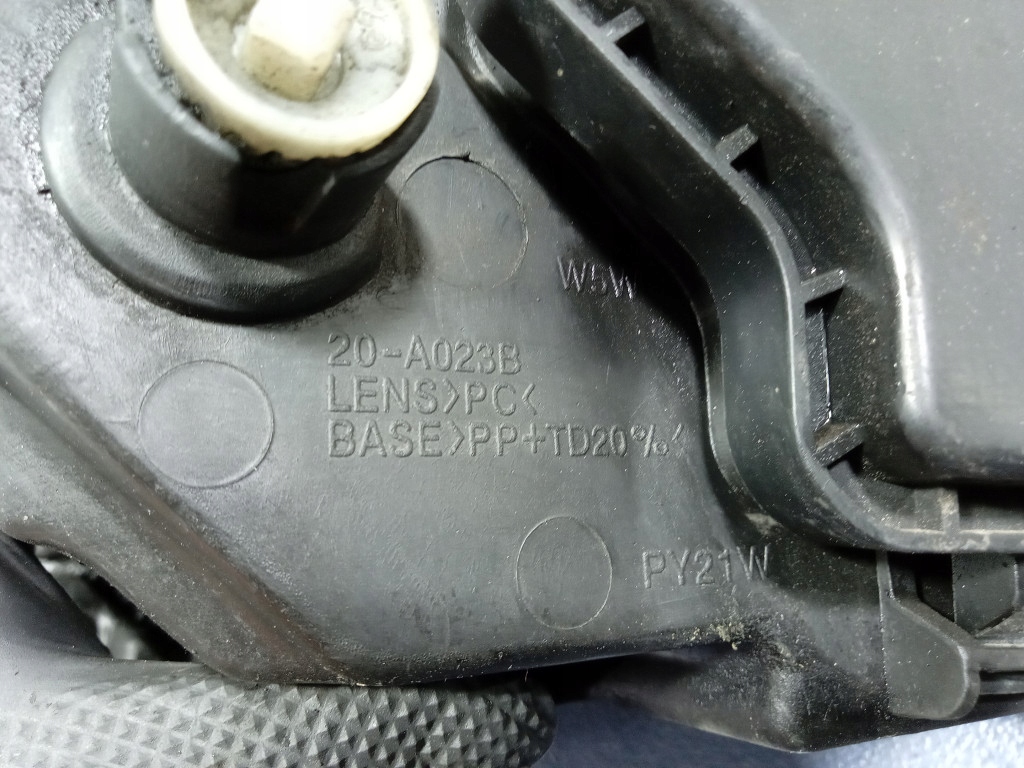 W5W
20-A023B
LENS>PC<
BASE>PP+TD20%<
PY21W